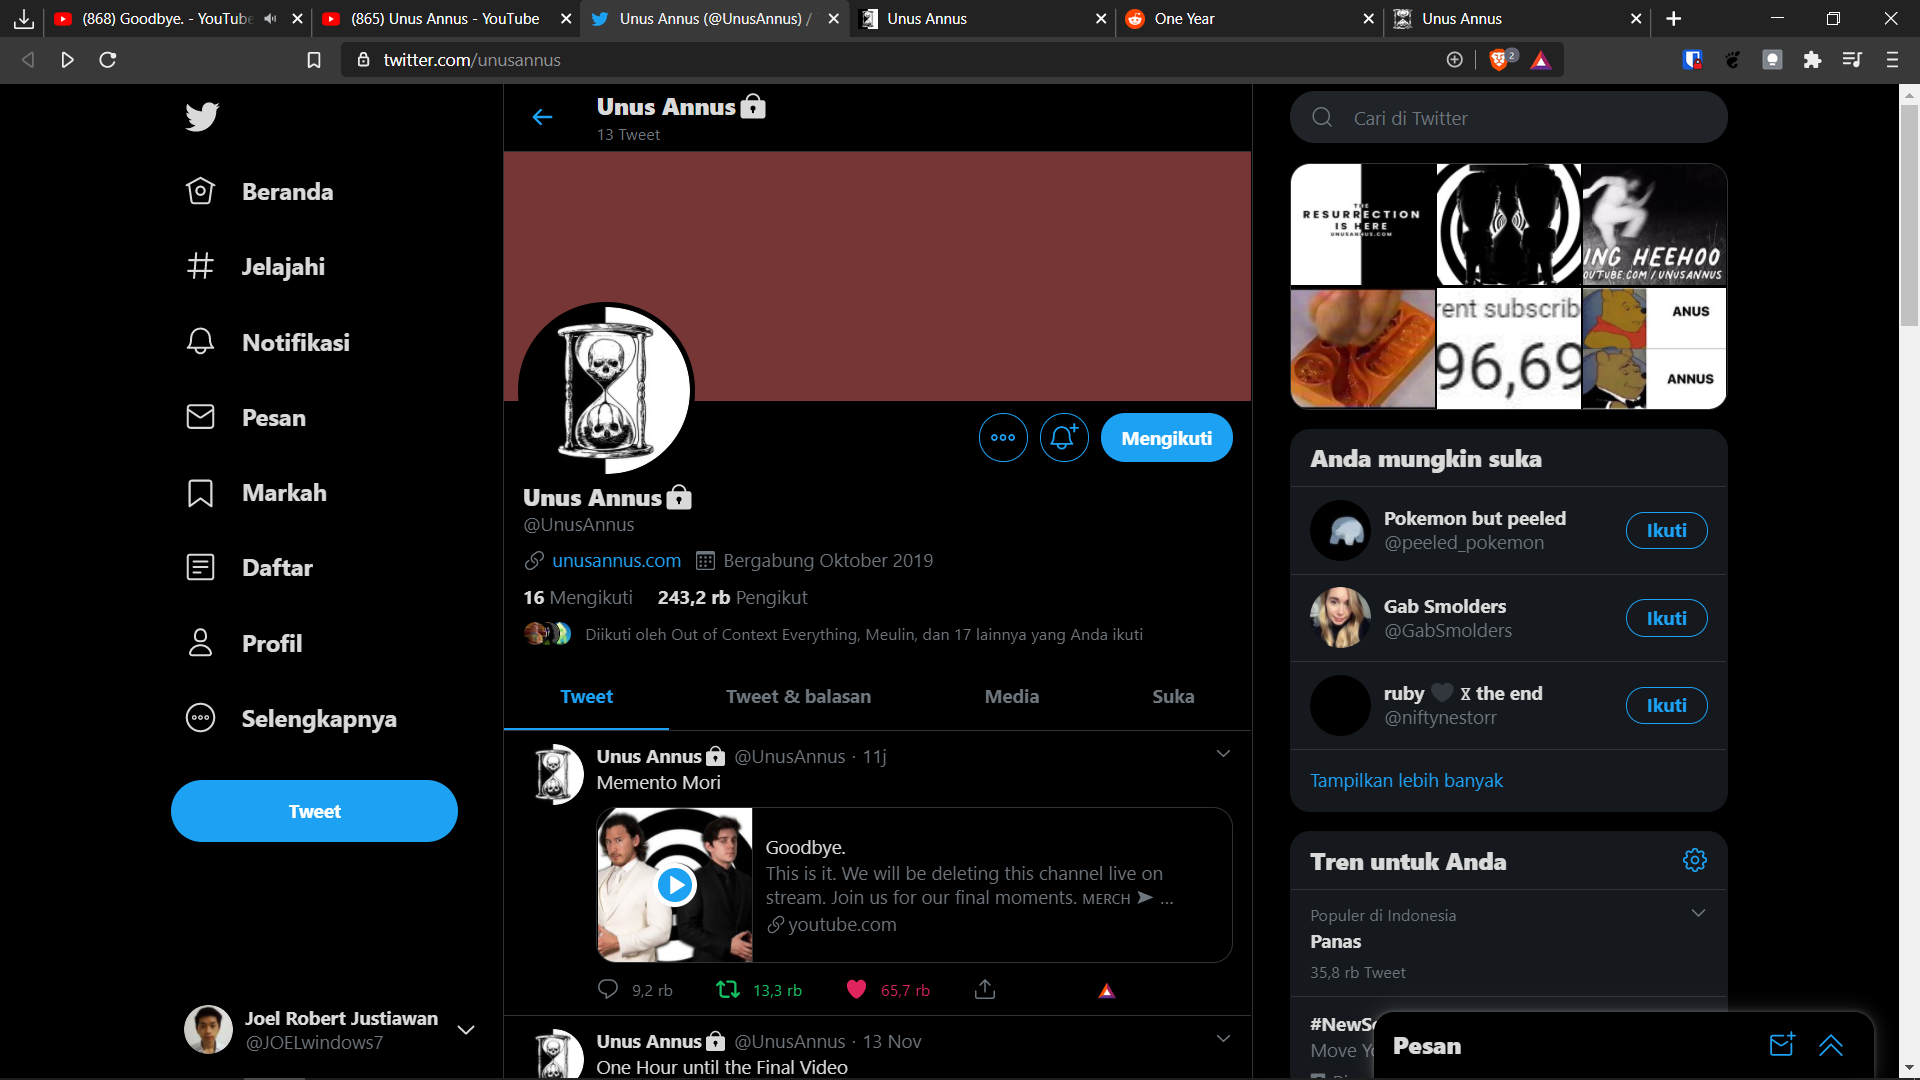 (868) Goodbye. - YouTube
(865) Unus Annus - YouTube
Unus Annus (@UnusAnnus) /
Unus Annus
One Year
Unus Annus
twitter.com/unusannus
2
Beranda
Jelajahi
Notifikasi
Pesan
Markah
Daftar
Profil
Selengkapnya
Tweet
Joel Robert Justiawan
@JOELwindows7
Unus Annus
13 Tweet
Mengikuti
Unus Annus
@UnusAnnus
unusannus.com Bergabung Oktober 2019
16 Mengikuti 243,2 rb Pengikut
Diikuti oleh Out of Context Everything, Meulin, dan 17 lainnya yang Anda ikuti
Tweet Tweet & balasan Media Suka
Unus Annus @UnusAnnus · 11j
Memento Mori
Goodbye.
This is it. We will be deleting this channel live on
stream. Join us for our final moments. ᴍᴇʀᴄʜ ➤ ...
youtube.com
9,2 rb 13,3 rb 65,7 rb
Unus Annus @UnusAnnus · 13 Nov
One Hour until the Final Video
Cari di Twitter
THE
RESURRECTION
IS HERE
UNUSANNUS.COM
ING HEEHOO
OUTUBE.COM/UNUSANNUS
rent subscrib
96,69
ANUS
ANNUS
Anda mungkin suka
Pokemon but peeled
@peeled_pokemon
Ikuti
Gab Smolders
@GabSmolders
Ikuti
ruby 🖤 ⧖ the end
@niftynestorr
Ikuti
Tampilkan lebih banyak
Tren untuk Anda
Populer di Indonesia
Panas
35,8 rb Tweet
#NewSc
Move Yo
Pesan